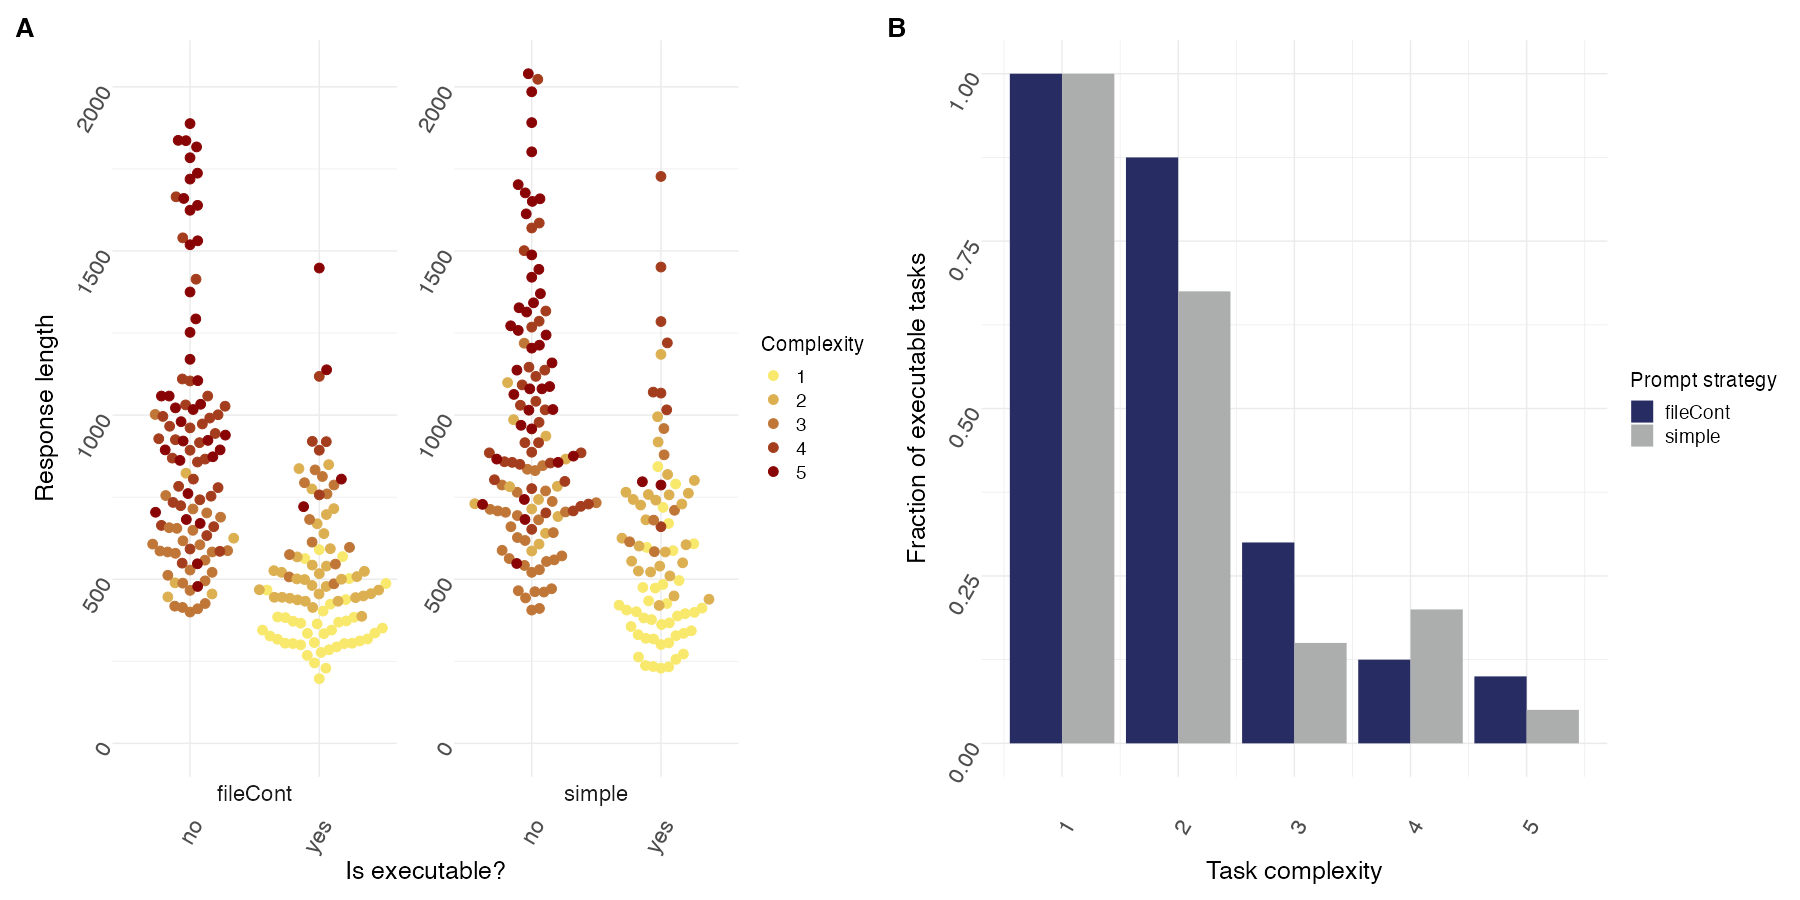 A
Response length
2000
1500
1000
500
0
2000
1500
1000
500
0
fileCont
simple
no
yes
no
yes
Is executable?
Complexity
1
2
3
4
5
B
Fraction of executable tasks
1.00
0.75
0.50
0.25
0.00
1
2
3
4
5
Task complexity
Prompt strategy
fileCont
simple